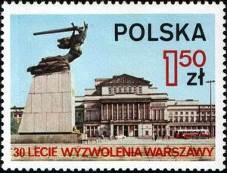 POLSKA
1.50
zł
30 LECIE WYZWOLENIA WARSZAWY